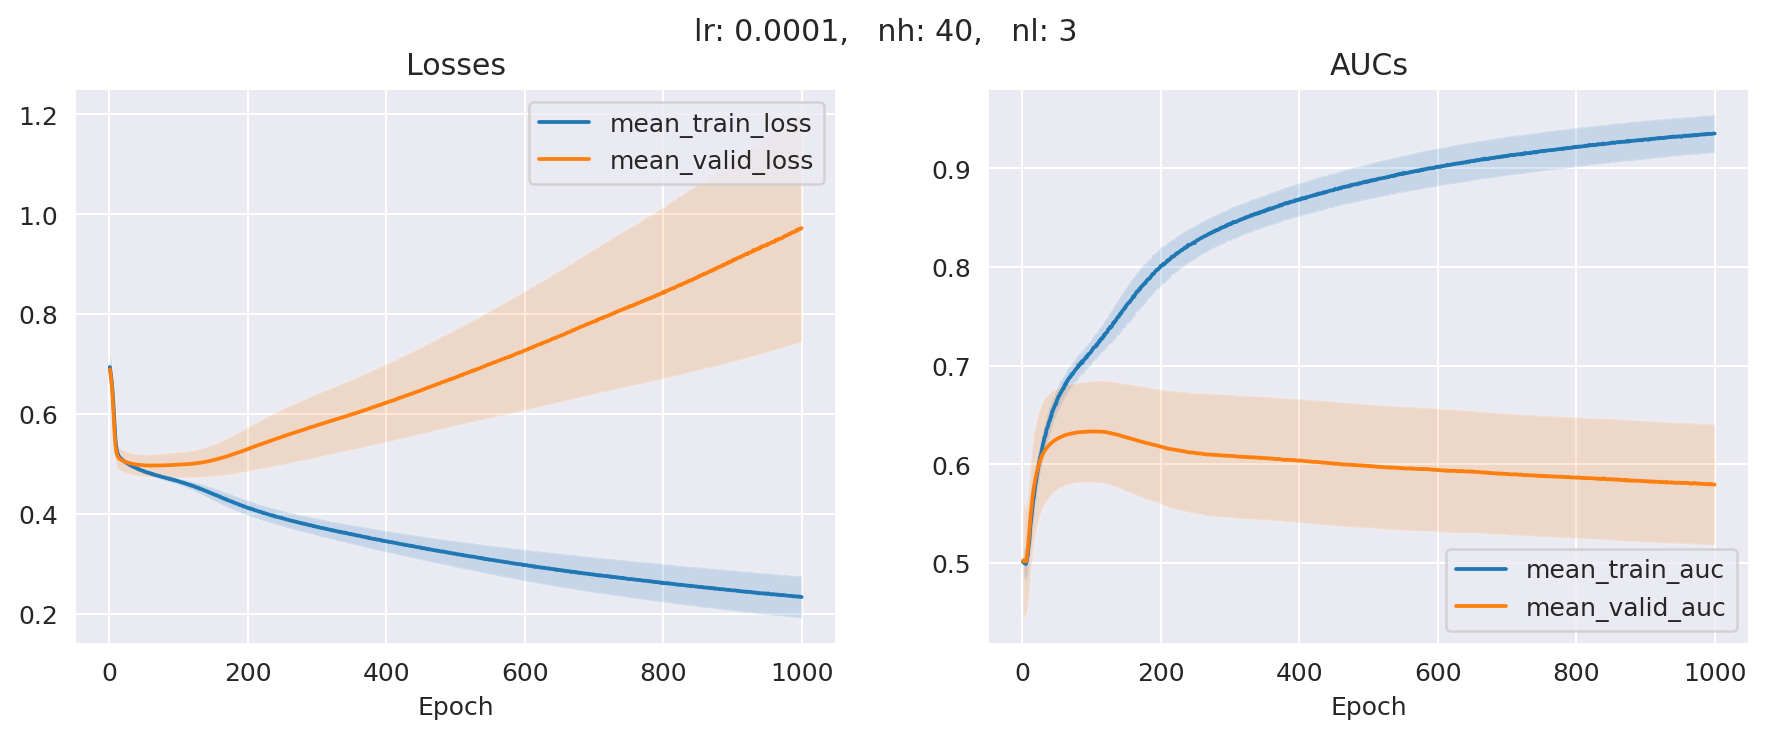 lr: 0.0001,   nh: 40,   nl: 3
Losses
1.2
1.0
0.8
0.6
0.4
0.2
mean_train_loss
mean_valid_loss
0 200 400 600 800 1000
Epoch
AUCs
0.9
0.8
0.7
0.6
0.5
mean_train_auc
mean_valid_auc
0 200 400 600 800 1000
Epoch